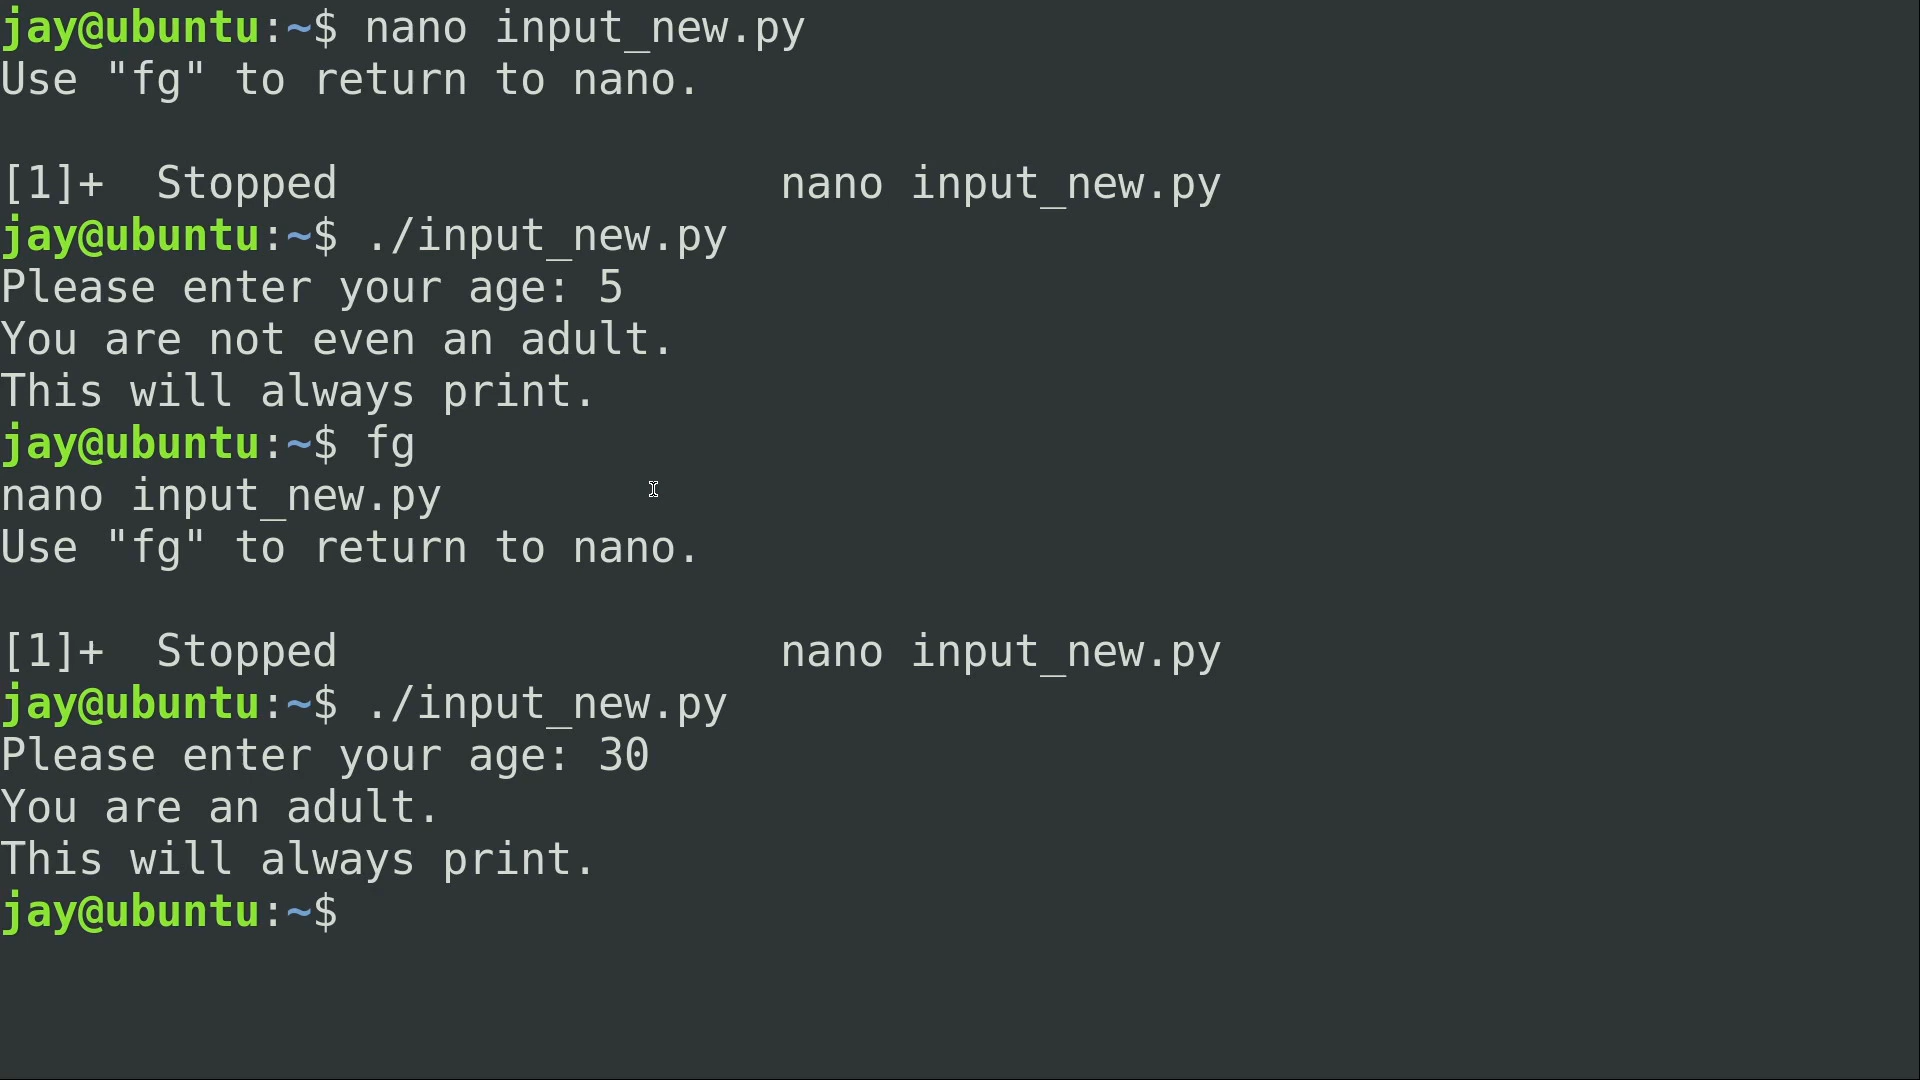 jay@ubuntu:~$ nano input_new.py
Use "fg" to return to nano.
[1]+  Stopped                 nano input_new.py
jay@ubuntu:~$ ./input_new.py
Please enter your age: 5
You are not even an adult.
This will always print.
jay@ubuntu:~$ fg
nano input_new.py
Use "fg" to return to nano.
[1]+  Stopped                 nano input_new.py
jay@ubuntu:~$ ./input_new.py
Please enter your age: 30
You are an adult.
This will always print.
jay@ubuntu:~$